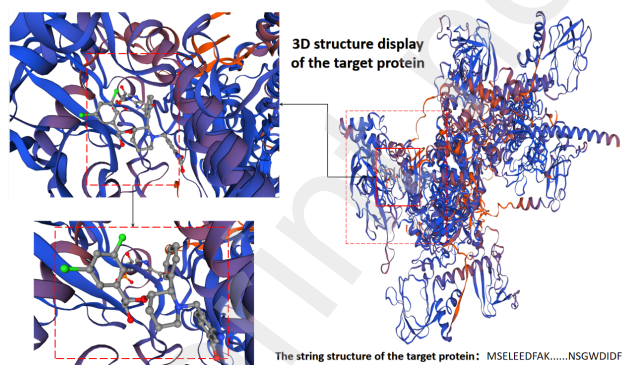 3D structure display
of the target protein
The string structure of the target protein: MSELEEDFAK......NSGWDIDF